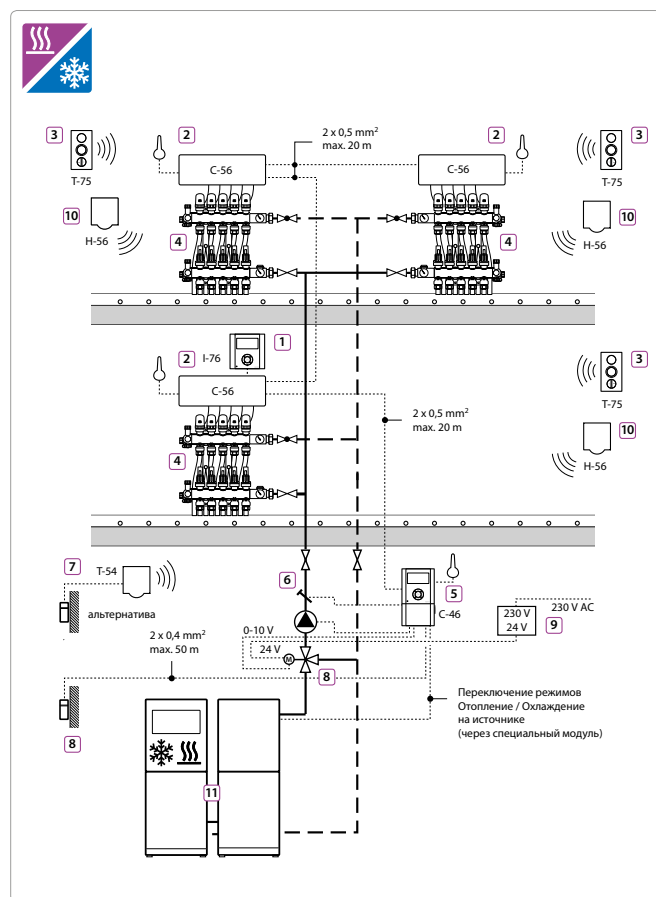 2 x 0,5 mm²
max. 20 m
3
2
2
3
C-56
C-56
T-75
T-75
10
10
H-56
4
4
H-56
1
2
I-76
3
C-56
T-75
2 x 0,5 mm²
max. 20 m
10
4
H-56
7
T-54
6
5
C-46
альтернатива
230 V
24 V
230 V AC
9
2 x 0,4 mm²
max. 50 m
0-10 V
24 V
M
8
8
Переключение режимов
Отопление / Охлаждение
на источнике
(через специальный модуль)
11